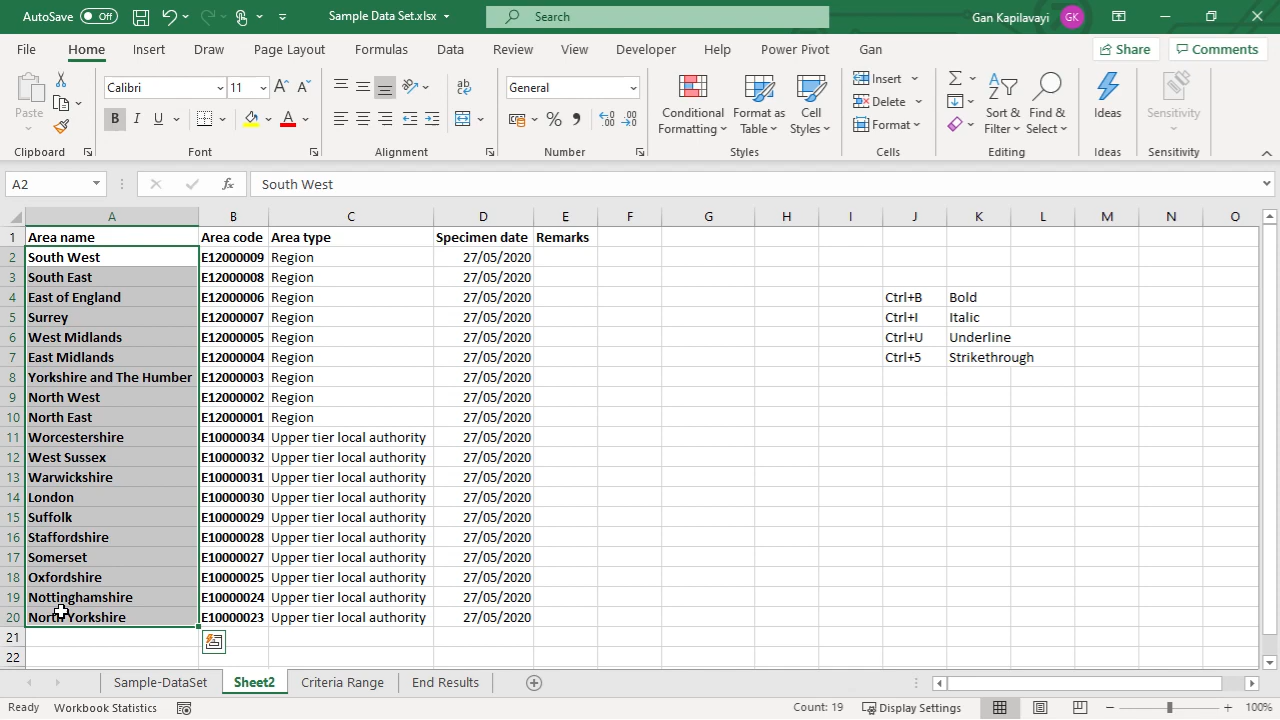 AutoSave Off Sample Data Set.xlsx Search Gan Kapilavayi GK
File Home Insert Draw Page Layout Formulas Data Review View Developer Help Power Pivot Gan Share Comments
Paste Clipboard
Calibri 11 A A B I U A Font
ab Alignment
General % , Number
Conditional Formatting Format as Table Cell Styles Styles
Insert Delete Format Cells
Sort & Filter Find & Select Editing
Ideas Ideas
Sensitivity Sensitivity
A2 fx South West
A B C D E F G H I J K L M N O
1 Area name Area code Area type Specimen date Remarks
2 South West E12000009 Region 27/05/2020
3 South East E12000008 Region 27/05/2020
4 East of England E12000006 Region 27/05/2020 Ctrl+B Bold
5 Surrey E12000007 Region 27/05/2020 Ctrl+I Italic
6 West Midlands E12000005 Region 27/05/2020 Ctrl+U Underline
7 East Midlands E12000004 Region 27/05/2020 Ctrl+5 Strikethrough
8 Yorkshire and The Humber E12000003 Region 27/05/2020
9 North West E12000002 Region 27/05/2020
10 North East E12000001 Region 27/05/2020
11 Worcestershire E10000034 Upper tier local authority 27/05/2020
12 West Sussex E10000032 Upper tier local authority 27/05/2020
13 Warwickshire E10000031 Upper tier local authority 27/05/2020
14 London E10000030 Upper tier local authority 27/05/2020
15 Suffolk E10000029 Upper tier local authority 27/05/2020
16 Staffordshire E10000028 Upper tier local authority 27/05/2020
17 Somerset E10000027 Upper tier local authority 27/05/2020
18 Oxfordshire E10000025 Upper tier local authority 27/05/2020
19 Nottinghamshire E10000024 Upper tier local authority 27/05/2020
20 North Yorkshire E10000023 Upper tier local authority 27/05/2020
21
22
Sample-DataSet Sheet2 Criteria Range End Results
Ready Workbook Statistics Count: 19 Display Settings 100%